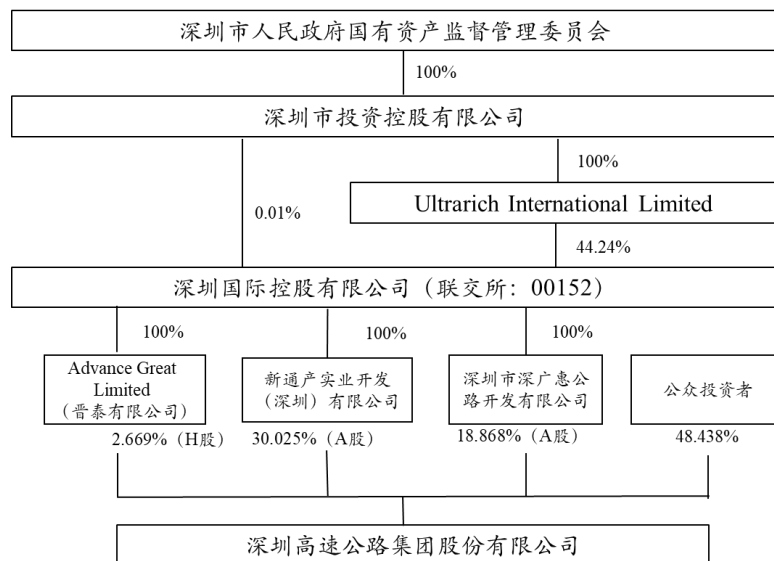 深圳市人民政府国有资产监督管理委员会
100%
深圳市投资控股有限公司
100%
0.01%
Ultrarich International Limited
44.24%
深圳国际控股有限公司（联交所：00152）
100%
100%
100%
Advance Great
Limited
（晋泰有限公司）
新通产实业开发
（深圳）有限公司
深圳市深广惠公
路开发有限公司
公众投资者
2.669%（H股）
30.025%（A股）
18.868%（A股）
48.438%
深圳高速公路集团股份有限公司